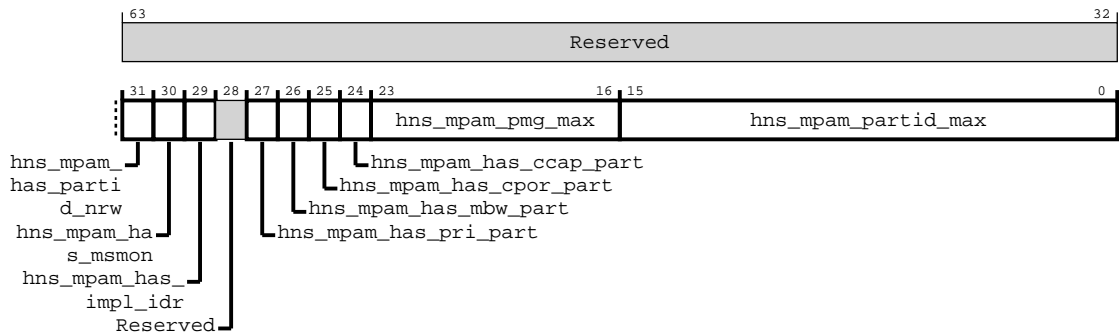 63 32
Reserved
31 30 29 28 27 26 25 24 23 16 15 0
hns_mpam_pmg_max hns_mpam_partid_max
hns_mpam_ hns_mpam_has_ccap_part
has_parti hns_mpam_has_cpor_part
d_nrw hns_mpam_has_mbw_part
hns_mpam_ha hns_mpam_has_pri_part
s_msmon
hns_mpam_has_
impl_idr
Reserved